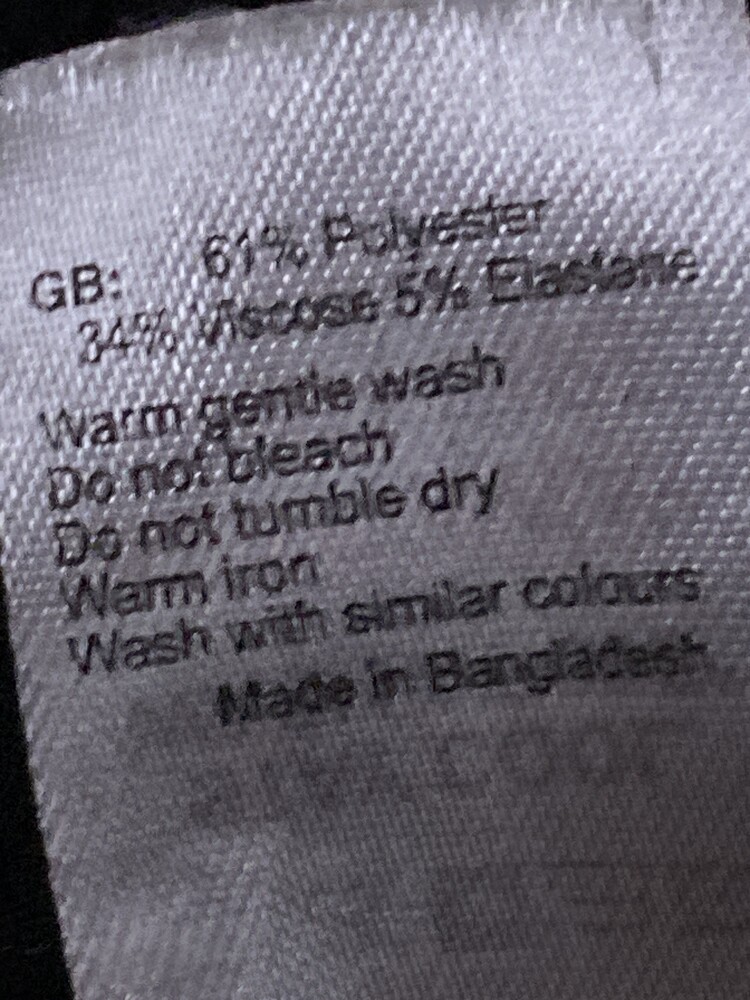 GB: 61% Polyester
34% Viscose 5% Elastane
Warm gentle wash
Do not bleach
Do not tumble dry
Warm iron
Wash with similar colours
Made in Bangladesh